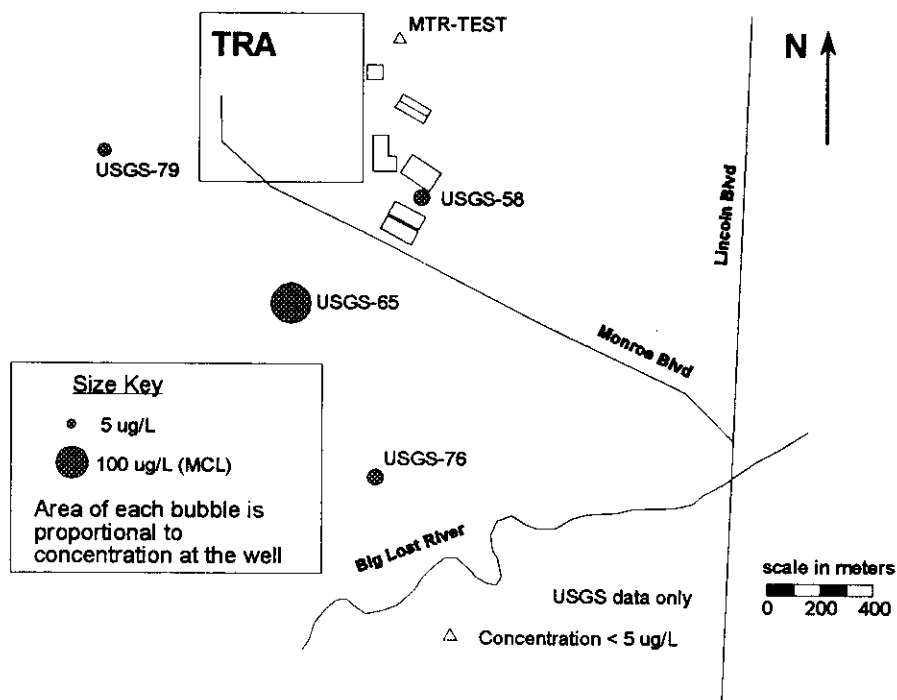 MTR-TEST
TRA
N
USGS-79
USGS-58
Lincoln Blvd
USGS-65
Monroe Blvd
Size Key
5 ug/L
100 ug/L (MCL)
Area of each bubble is
proportional to
concentration at the well
USGS-76
Big Lost River
scale in meters
0 200 400
USGS data only
Concentration < 5 ug/L